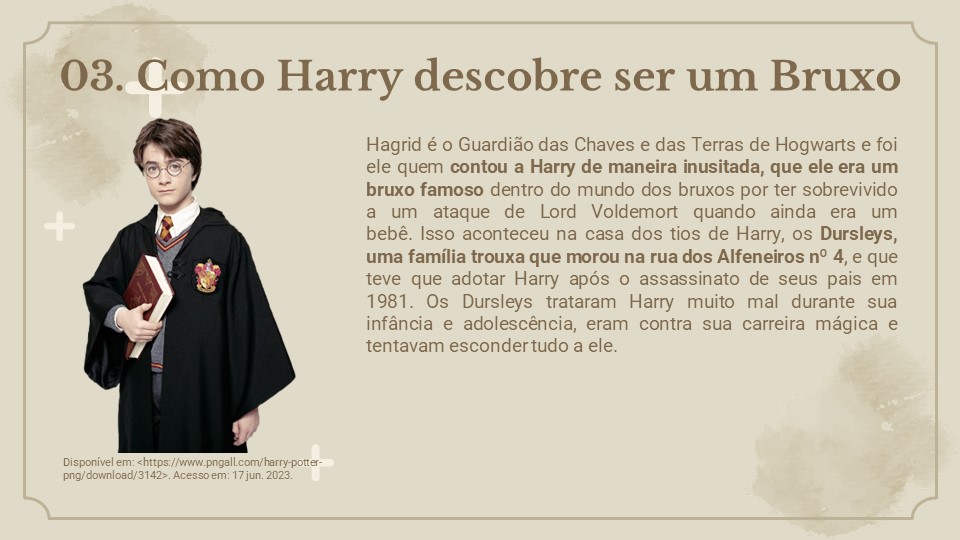 03. Como Harry descobre ser um Bruxo
Hagrid é o Guardião das Chaves e das Terras de Hogwarts e foi
ele quem contou a Harry de maneira inusitada, que ele era um
bruxo famoso dentro do mundo dos bruxos por ter sobrevivido
a um ataque de Lord Voldemort quando ainda era um
bebê. Isso aconteceu na casa dos tios de Harry, os Dursleys,
uma família trouxa que morou na rua dos Alfeneiros nº 4, e que
teve que adotar Harry após o assassinato de seus pais em
1981. Os Dursleys trataram Harry muito mal durante sua
infância e adolescência, eram contra sua carreira mágica e
tentavam esconder tudo a ele.
Disponível em: <https://www.pngall.com/harry-potter-
png/download/3142>. Acesso em: 17 jun. 2023.